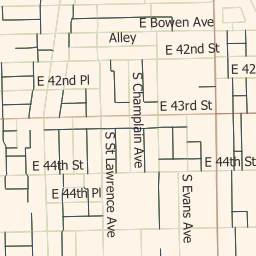 E Bowen Ave
Alley
E 42nd St
E 42
E 42nd Pl
S Champlain Ave
E 43rd St
S St Lawrence Ave
E 44th St
E 44th St
E 44th Pl
S Evans Ave